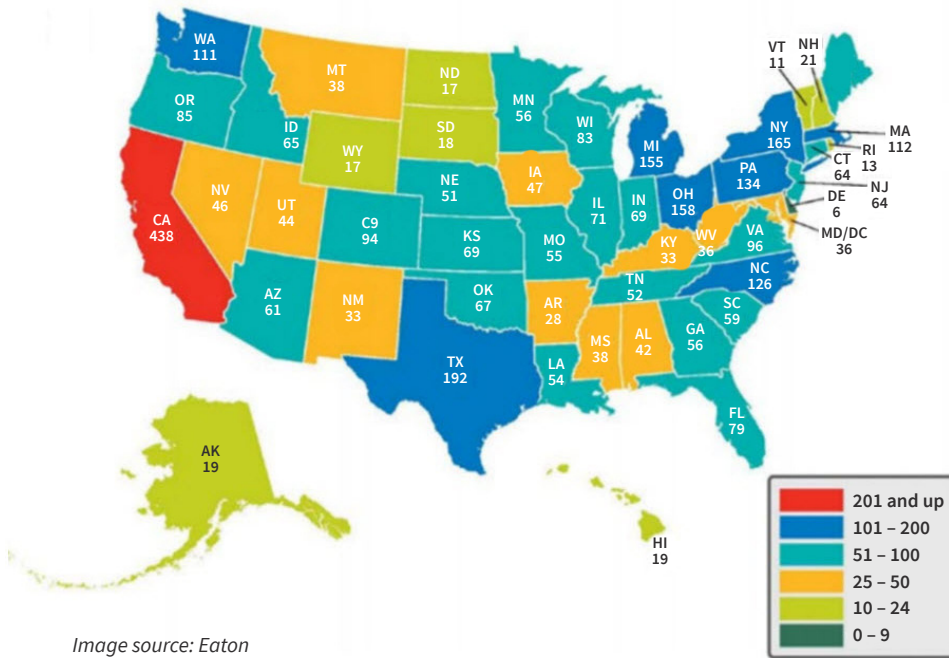 WA
111
OR
85
ID
65
MT
38
ND
17
SD
18
WY
17
MN
56
WI
83
MI
155
NY
165
VT
11
NH
21
MA
112
RI
13
CT
64
NJ
64
PA
134
DE
6
MD/DC
36
CA
438
NV
46
UT
44
C9
94
NE
51
IA
47
IL
71
IN
69
OH
158
WV
36
VA
96
KY
33
KS
69
MO
55
NC
126
TN
52
SC
59
AZ
61
NM
33
OK
67
AR
28
MS
38
AL
42
GA
56
TX
192
LA
54
FL
79
AK
19
HI
19
201 and up
101 – 200
51 – 100
25 – 50
10 – 24
0 – 9
Image source: Eaton